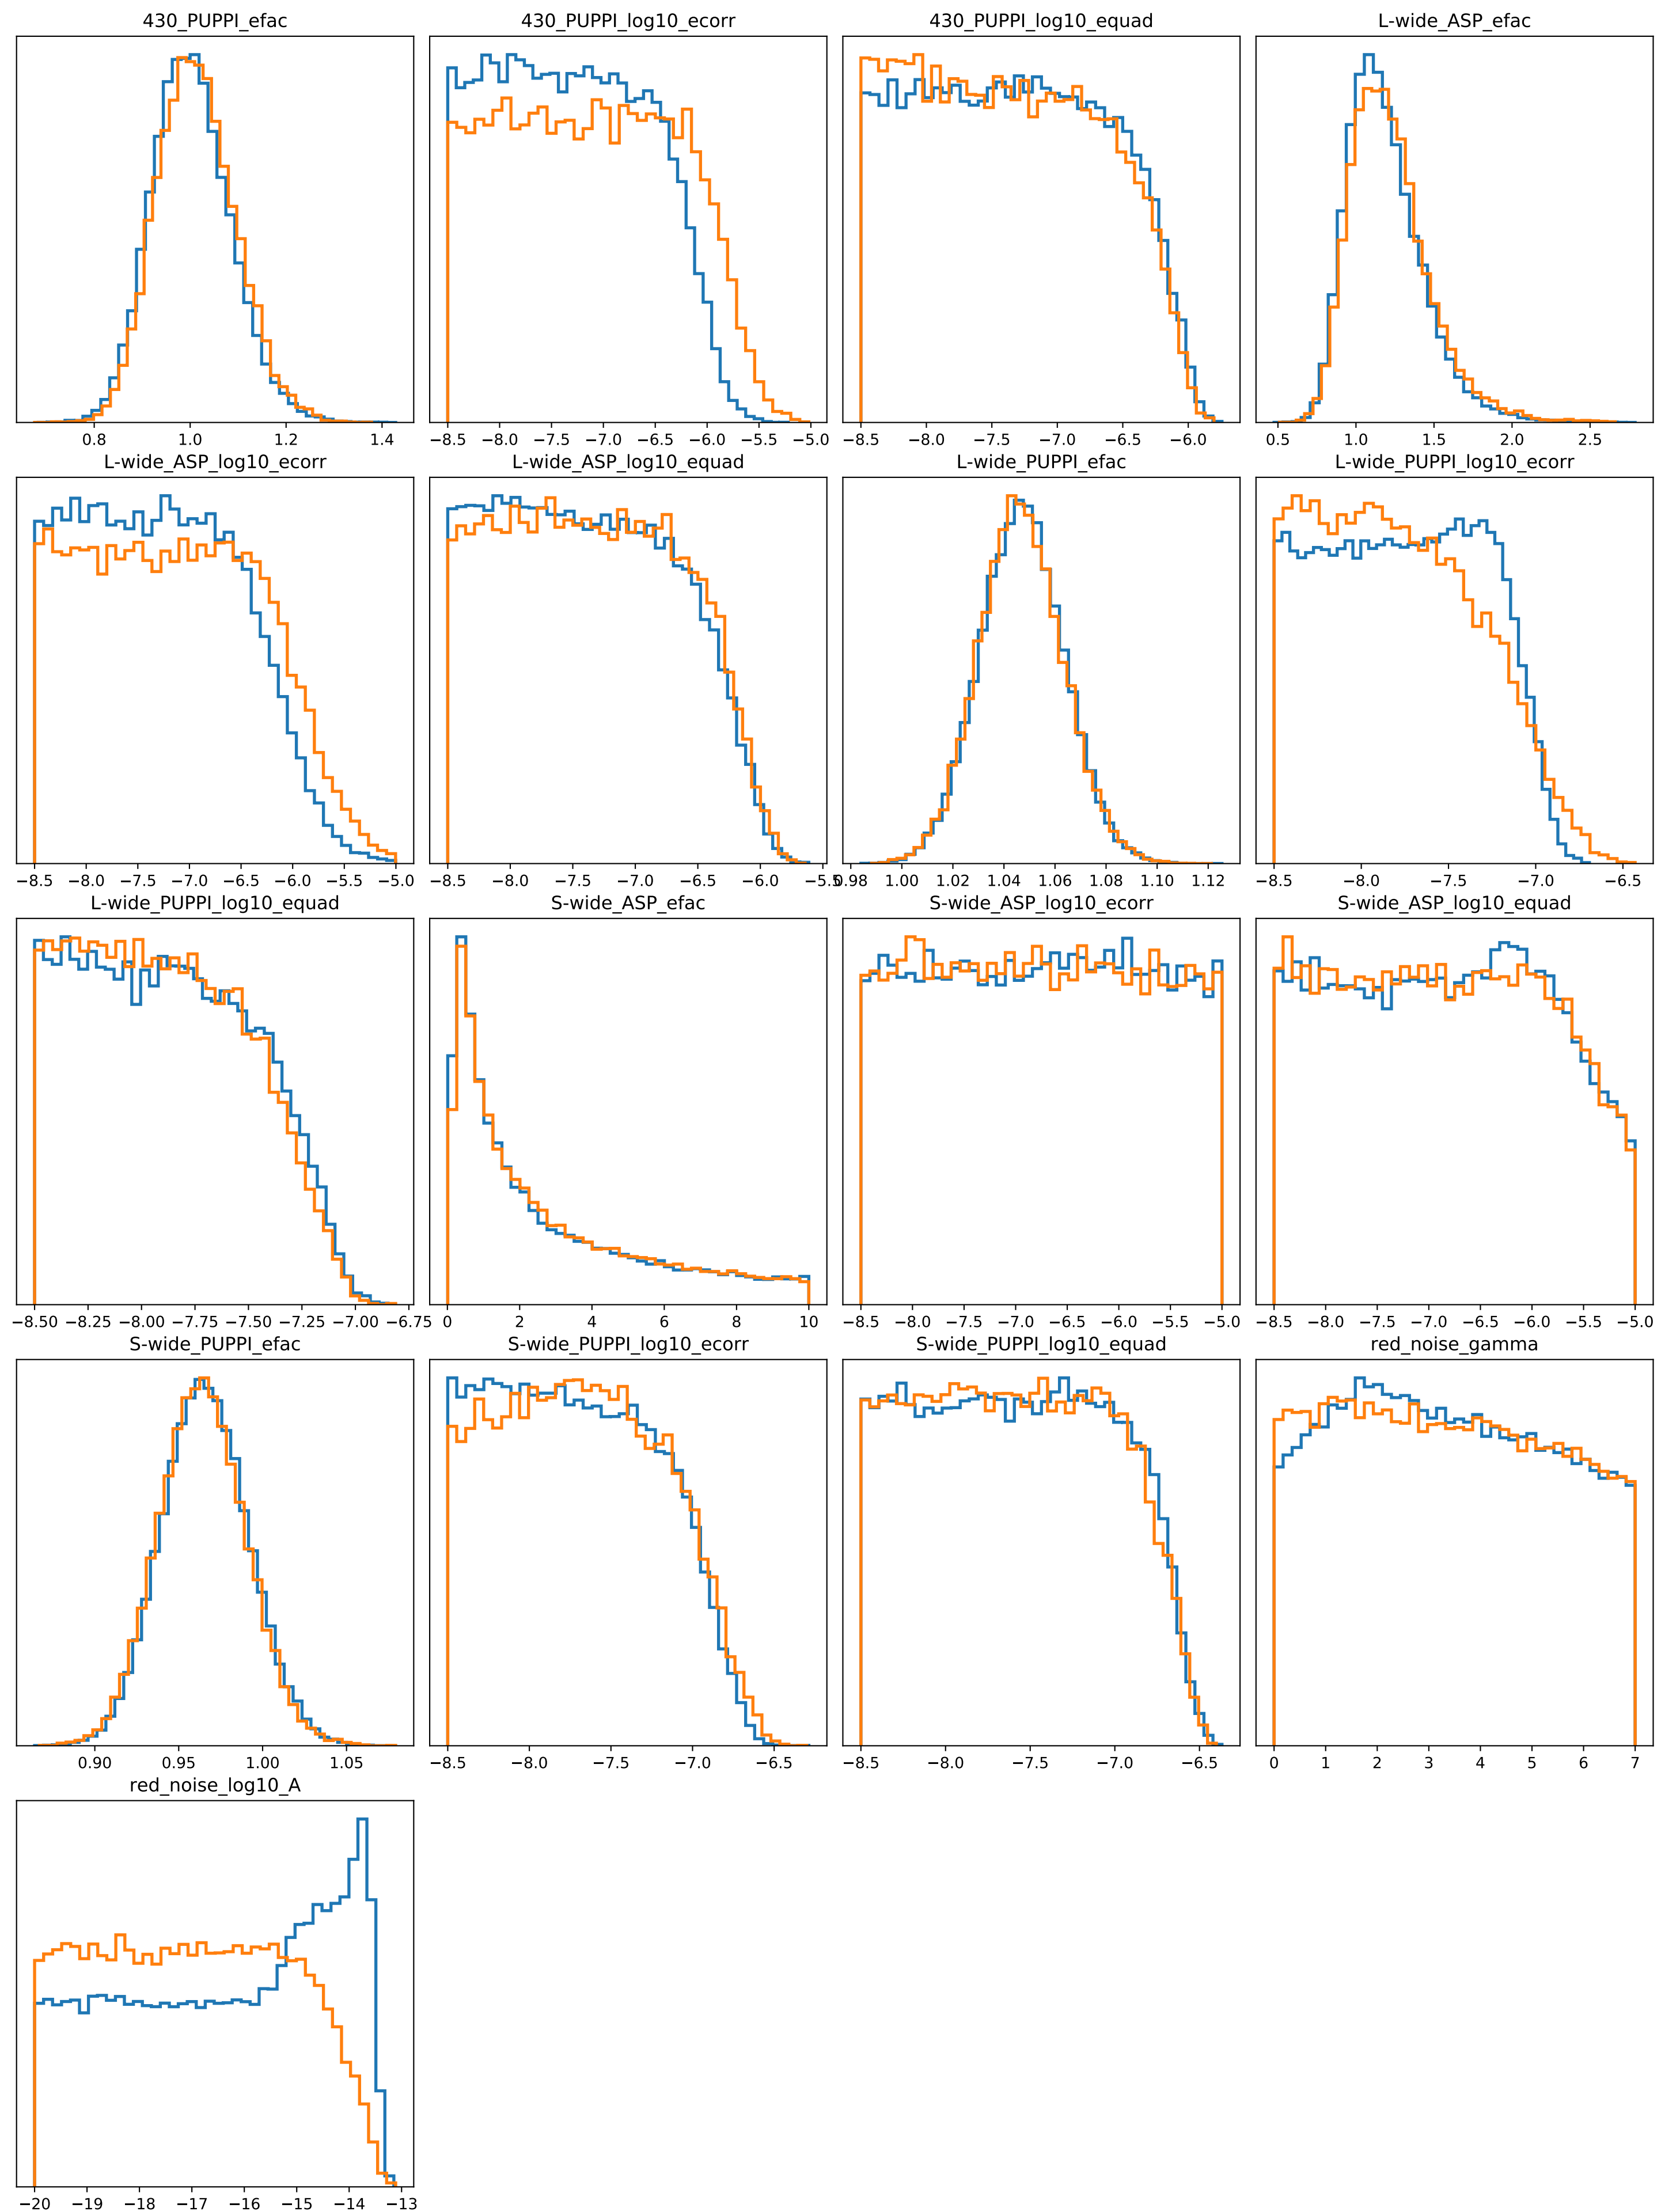 430_PUPPI_efac 430_PUPPI_log10_ecorr 430_PUPPI_log10_equad L-wide_ASP_efac
0.8 1.0 1.2 1.4 −8.5 −8.0 −7.5 −7.0 −6.5 −6.0 −5.5 −5.0 −8.5 −8.0 −7.5 −7.0 −6.5 −6.0 0.5 1.0 1.5 2.0 2.5
L-wide_ASP_log10_ecorr L-wide_ASP_log10_equad L-wide_PUPPI_efac L-wide_PUPPI_log10_ecorr
−8.5 −8.0 −7.5 −7.0 −6.5 −6.0 −5.5 −5.0 −8.5 −8.0 −7.5 −7.0 −6.5 −6.0 −5.5 0.98 1.00 1.02 1.04 1.06 1.08 1.10 1.12 −8.5 −8.0 −7.5 −7.0 −6.5
L-wide_PUPPI_log10_equad S-wide_ASP_efac S-wide_ASP_log10_ecorr S-wide_ASP_log10_equad
−8.50 −8.25 −8.00 −7.75 −7.50 −7.25 −7.00 −6.75 0 2 4 6 8 10 −8.5 −8.0 −7.5 −7.0 −6.5 −6.0 −5.5 −5.0 −8.5 −8.0 −7.5 −7.0 −6.5 −6.0 −5.5 −5.0
S-wide_PUPPI_efac S-wide_PUPPI_log10_ecorr S-wide_PUPPI_log10_equad red_noise_gamma
0.90 0.95 1.00 1.05 −8.5 −8.0 −7.5 −7.0 −6.5 −8.5 −8.0 −7.5 −7.0 −6.5 0 1 2 3 4 5 6 7
red_noise_log10_A
−20 −19 −18 −17 −16 −15 −14 −13